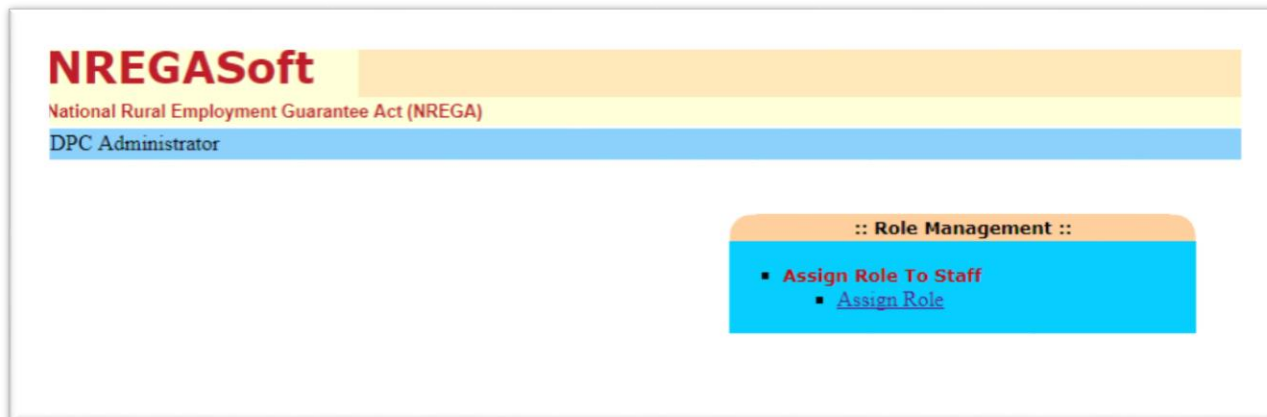 NREGASoft
National Rural Employment Guarantee Act (NREGA)
DPC Administrator
:: Role Management ::
Assign Role To Staff
Assign Role